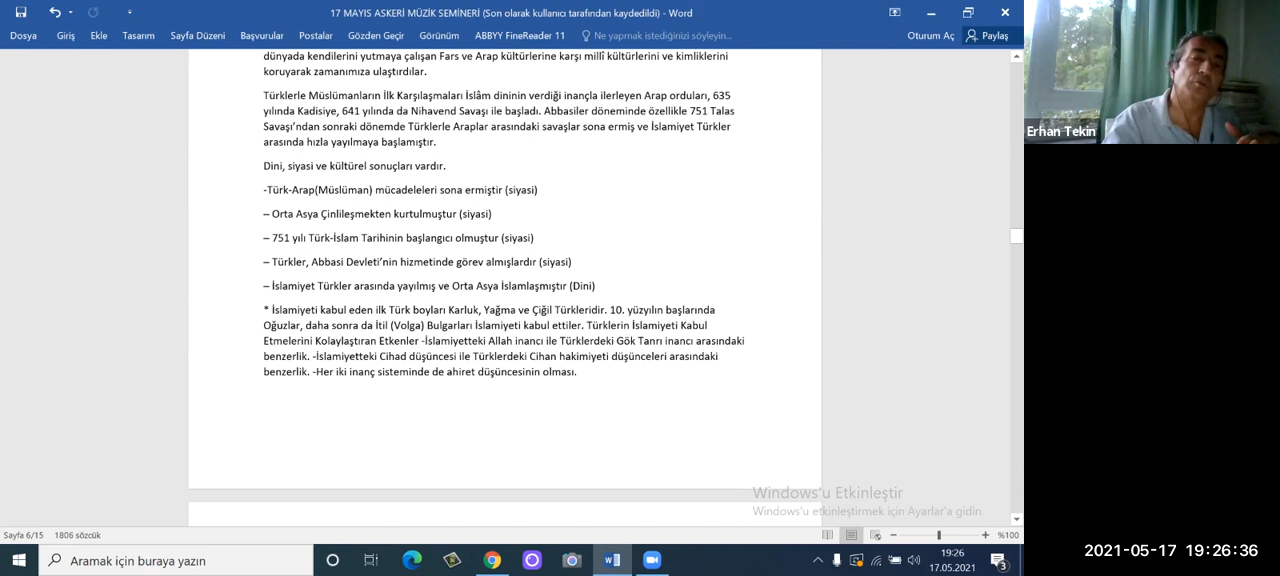 17 MAYIS ASKERİ MÜZİK SEMİNERİ (Son olarak kullanıcı tarafından kaydedildi) - Word
Dosya Giriş Ekle Tasarım Sayfa Düzeni Başvurular Postalar Gözden Geçir Görünüm ABBYY FineReader 11 Ne yapmak istediğinizi söyleyin... Oturum Aç Paylaş
dünyada kendilerini yutmaya çalışan Fars ve Arap kültürlerine karşı millî kültürlerini ve kimliklerini
koruyarak zamanımıza ulaştırdılar.
Türklerle Müslümanların İlk Karşılaşmaları İslâm dininin verdiği inançla ilerleyen Arap orduları, 635
yılında Kadisiye, 641 yılında da Nihavend Savaşı ile başladı. Abbasiler döneminde özellikle 751 Talas
Savaşı'ndan sonraki dönemde Türklerle Araplar arasındaki savaşlar sona ermiş ve İslamiyet Türkler
arasında hızla yayılmaya başlamıştır.
Dini, siyasi ve kültürel sonuçları vardır.
-Türk-Arap(Müslüman) mücadeleleri sona ermiştir (siyasi)
– Orta Asya Çinlileşmekten kurtulmuştur (siyasi)
– 751 yılı Türk-İslam Tarihinin başlangıcı olmuştur (siyasi)
– Türkler, Abbasi Devleti'nin hizmetinde görev almışlardır (siyasi)
– İslamiyet Türkler arasında yayılmış ve Orta Asya İslamlaşmıştır (Dini)
* İslamiyeti kabul eden ilk Türk boyları Karluk, Yağma ve Çiğil Türkleridir. 10. yüzyılın başlarında
Oğuzlar, daha sonra da İtil (Volga) Bulgarları İslamiyeti kabul ettiler. Türklerin İslamiyeti Kabul
Etmelerini Kolaylaştıran Etkenler -İslamiyetteki Allah inancı ile Türklerdeki Gök Tanrı inancı arasındaki
benzerlik. -İslamiyetteki Cihad düşüncesi ile Türklerdeki Cihan hakimiyeti düşünceleri arasındaki
benzerlik. -Her iki inanç sisteminde de ahiret düşüncesinin olması.
Windows'u Etkinleştir
Windows'u etkinleştirmek için Ayarlar'a gidin.
Sayfa 6/15 1806 sözcük %100
Aramak için buraya yazın
19:26
17.05.2021
3
Erhan Tekin
2021-05-17 19:26:36